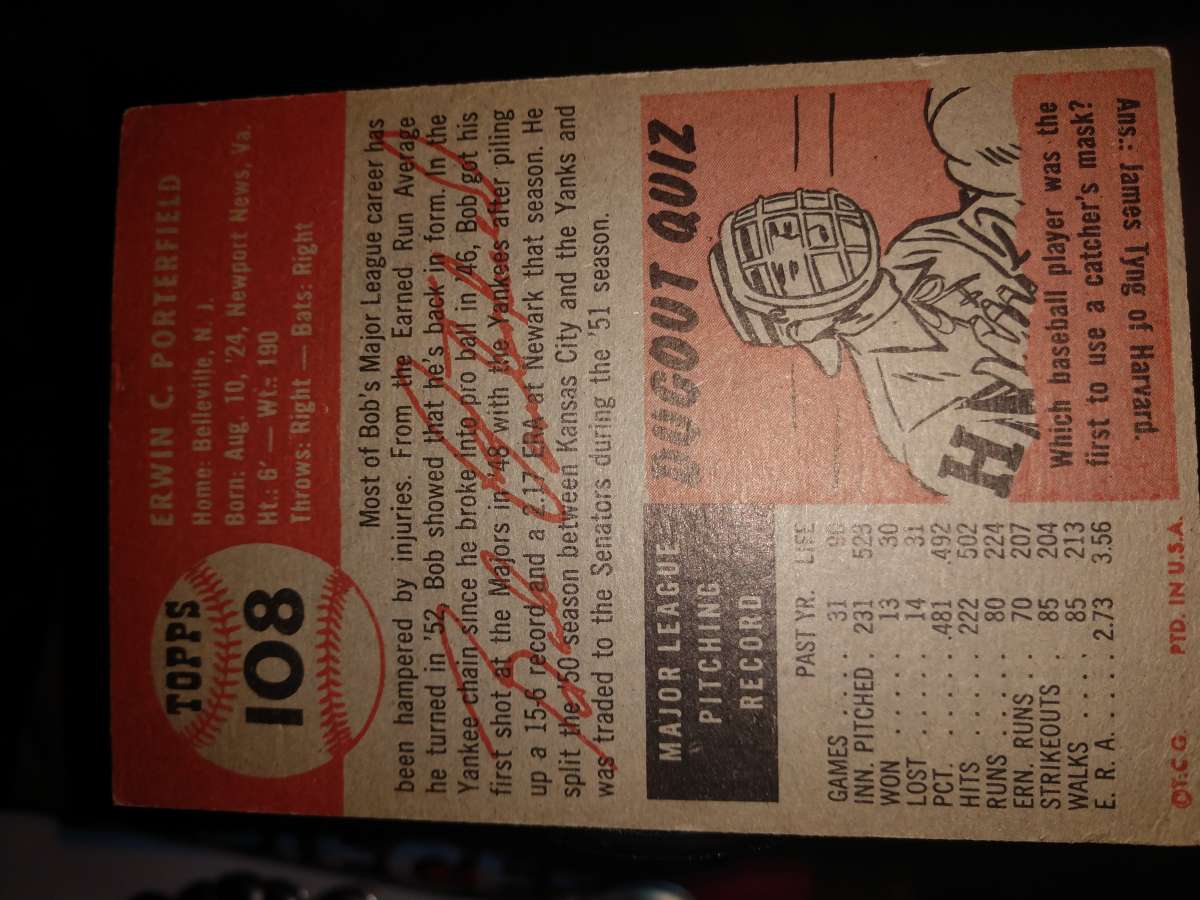 TOPPS
108
ERWIN C. PORTERFIELD
Home: Belleville, N. J.
Born: Aug. 10, '24, Newport News, Va.
Ht.: 6' — Wt.: 190
Throws: Right — Bats: Right
Most of Bob's Major League career has
been hampered by injuries. From the Earned Run Average
he turned in '52, Bob showed that he's back in form. In the
Yankee chain since he broke into pro ball in '46, Bob got his
first shot at the Majors in '48 with the Yankees after piling
up a 15-6 record and a 2.17 ERA at Newark that season. He
split the '50 season between Kansas City and the Yanks and
was traded to the Senators during the '51 season.
Bob Porterfield
MAJOR LEAGUE
PITCHING
RECORD
PAST YR. LIFE
GAMES . . . 31 90
INN. PITCHED . 231 523
WON . . . . . 13 30
LOST . . . . . 14 31
PCT. . . . . . .481 .492
HITS . . . . . 222 502
RUNS . . . . . 80 224
ERN. RUNS . . 70 207
STRIKEOUTS . . 85 204
WALKS . . . . 85 213
E. R. A. . . . . 2.73 3.56
DUGOUT QUIZ
H
Which baseball player was the
first to use a catcher's mask?
Ans.: James Tyng of Harvard.
©T.C.G. PTD. IN U.S.A.